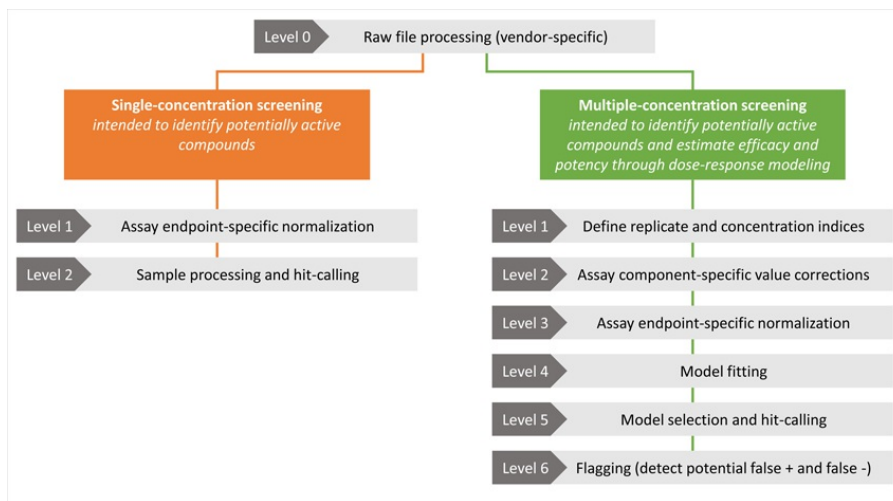 Level 0 Raw file processing (vendor-specific)
Single-concentration screening
intended to identify potentially active
compounds
Multiple-concentration screening
intended to identify potentially active
compounds and estimate efficacy and
potency through dose-response modeling
Level 1 Assay endpoint-specific normalization
Level 2 Sample processing and hit-calling
Level 1 Define replicate and concentration indices
Level 2 Assay component-specific value corrections
Level 3 Assay endpoint-specific normalization
Level 4 Model fitting
Level 5 Model selection and hit-calling
Level 6 Flagging (detect potential false + and false -)